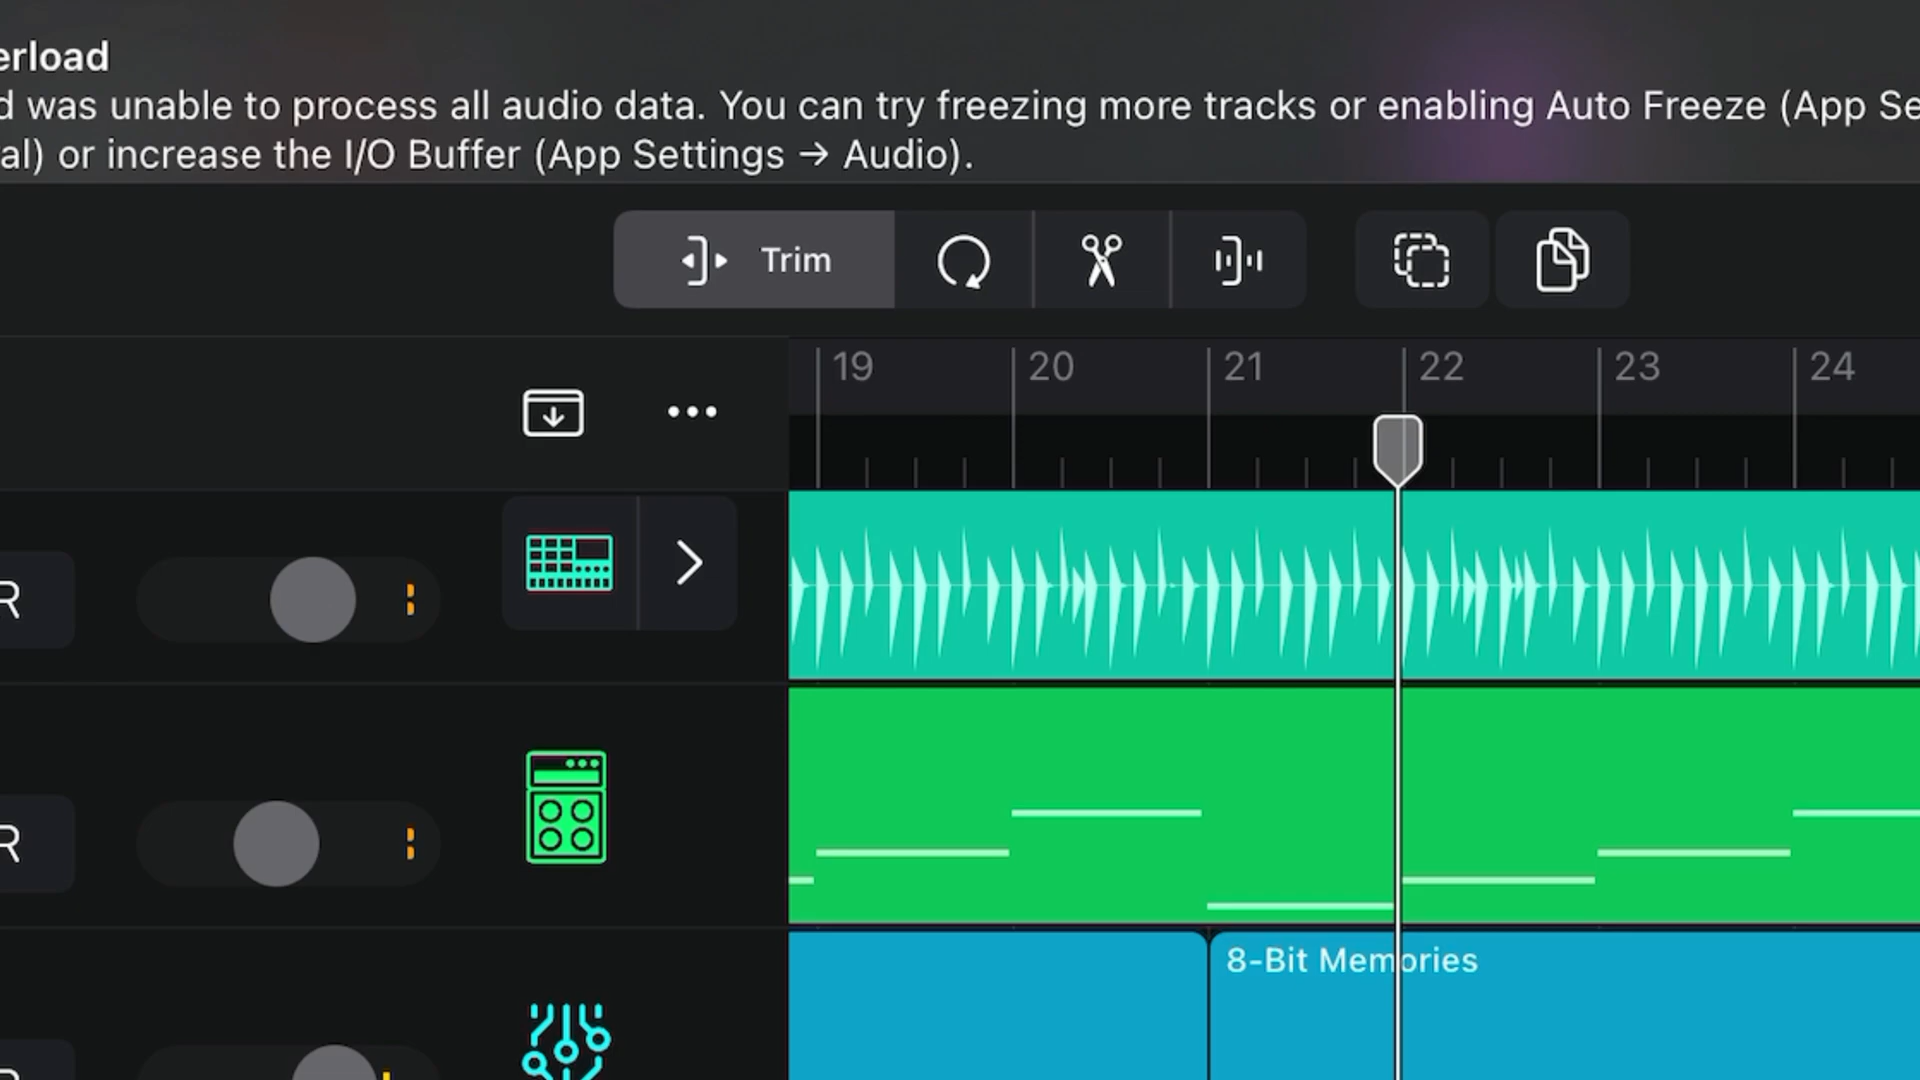 erload
d was unable to process all audio data. You can try freezing more tracks or enabling Auto Freeze (App Se
al) or increase the I/O Buffer (App Settings → Audio).
Trim
19 20 21 22 23 24
R
R
8-Bit Memories